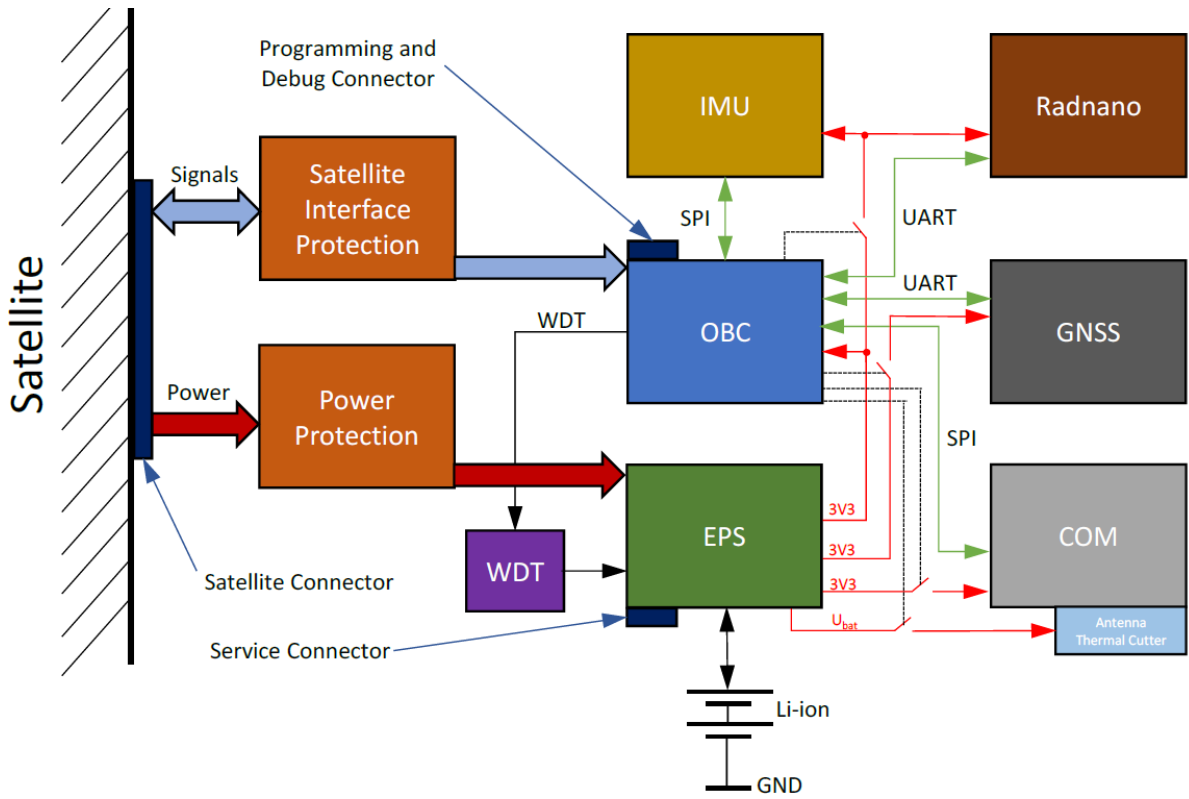 Programming and
Debug Connector
IMU
Radnano
Signals
Satellite
Interface
Protection
SPI
UART
UART
Satellite
WDT
OBC
GNSS
Power
Power
Protection
SPI
3V3
EPS
3V3
COM
WDT
3V3
Satellite Connector
U_bat
Antenna
Thermal Cutter
Service Connector
Li-ion
GND